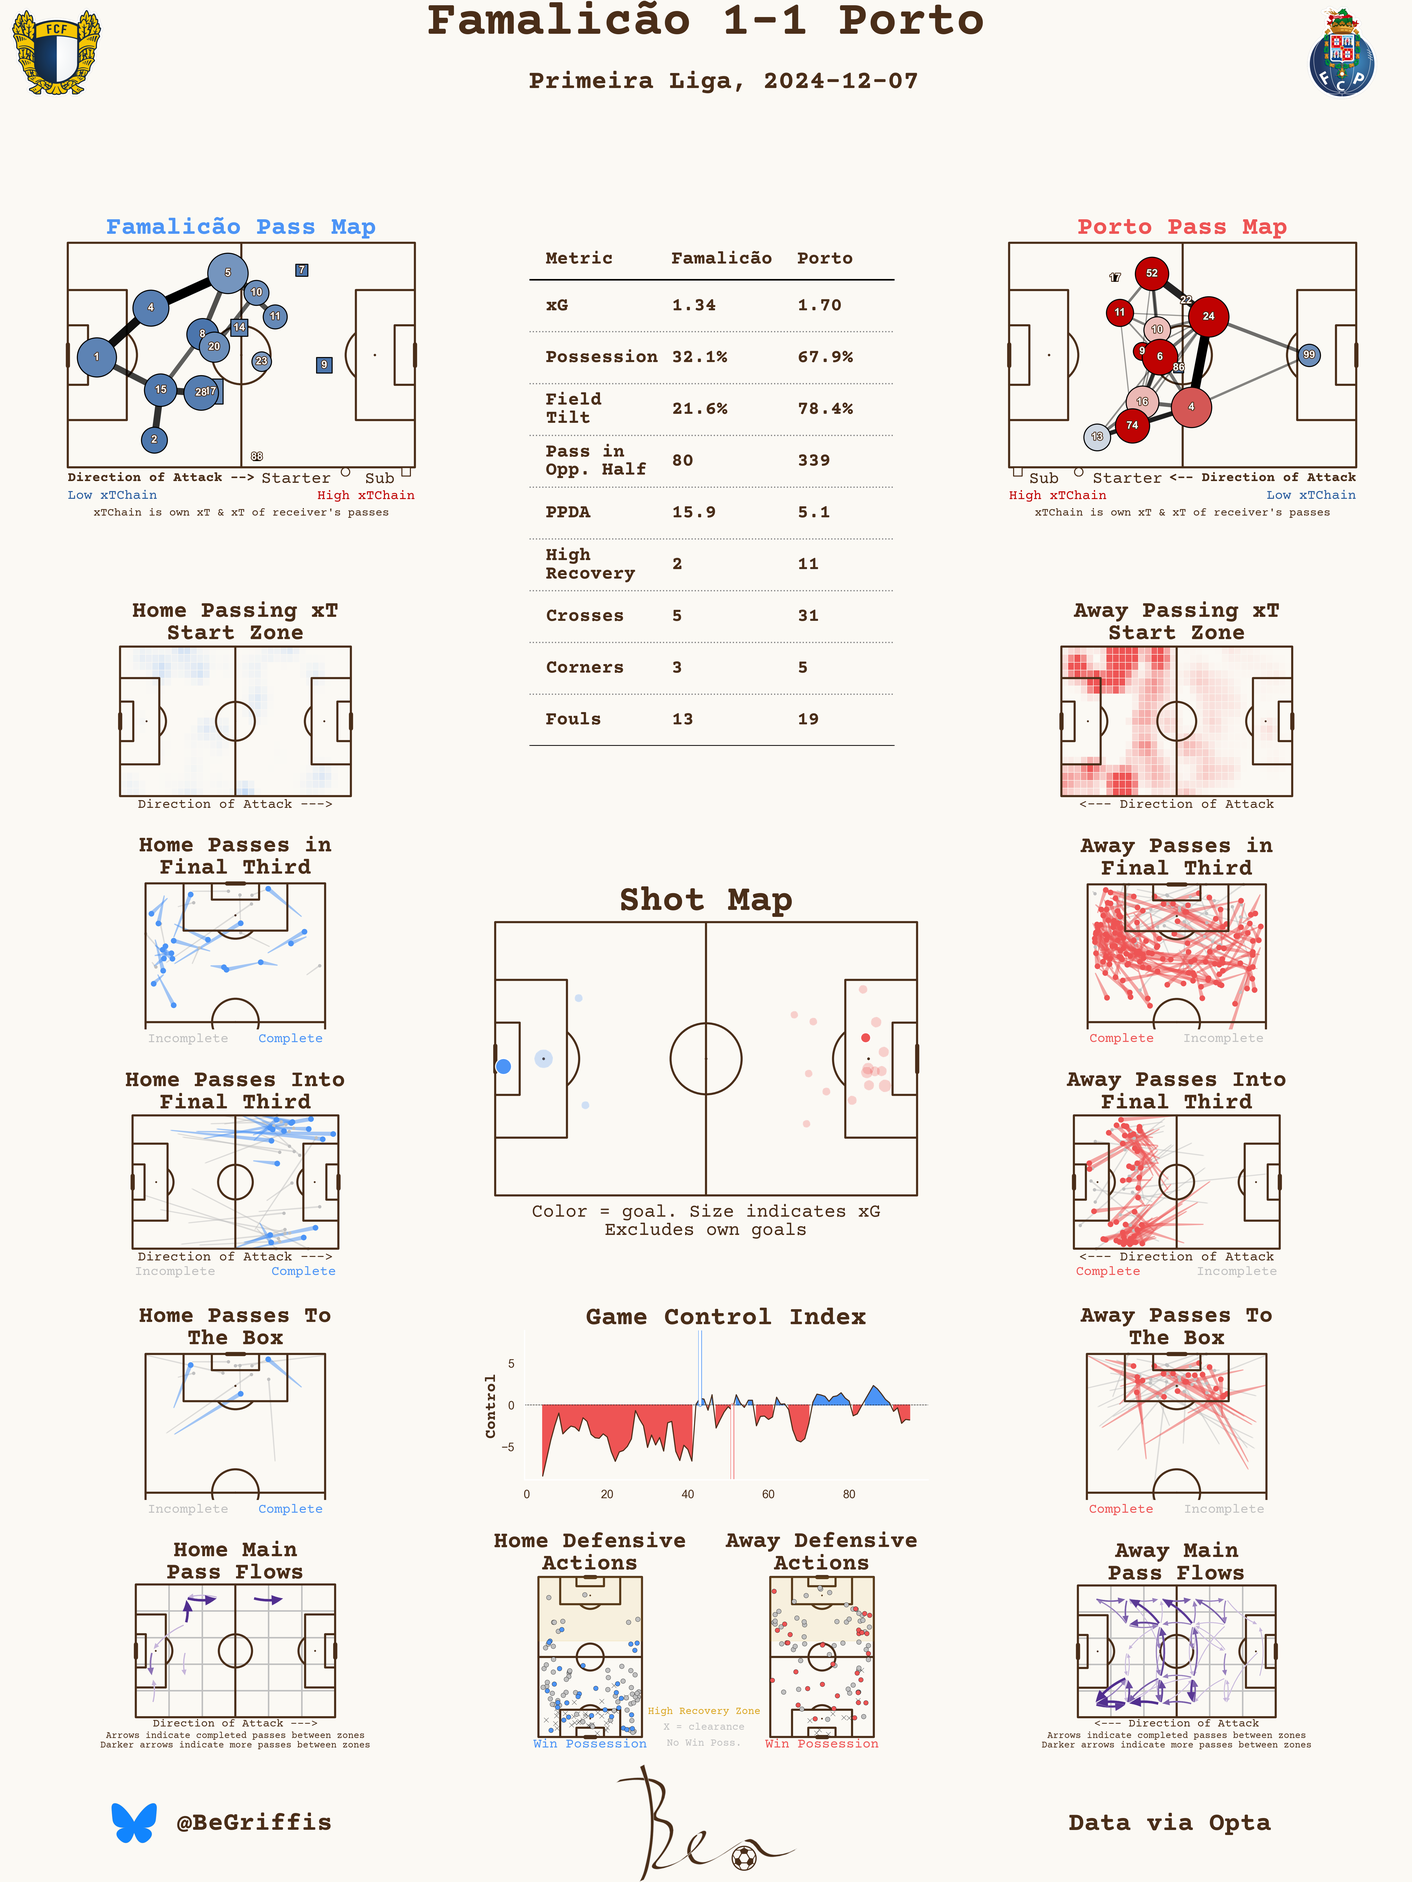 Famalicão 1-1 Porto
Primeira Liga, 2024-12-07
FCF
FCP
Famalicão Pass Map
5
7
10
4
11
14
8
20
1
23
9
15
28
17
2
88
Direction of Attack --> Starter Sub
Low xTChain High xTChain
xTChain is own xT & xT of receiver's passes
Metric Famalicão Porto
xG 1.34 1.70
Possession 32.1% 67.9%
Field
Tilt 21.6% 78.4%
Pass in
Opp. Half 80 339
PPDA 15.9 5.1
High
Recovery 2 11
Crosses 5 31
Corners 3 5
Fouls 13 19
Porto Pass Map
17
52
22
11
24
10
9
6
86
99
16
4
74
13
Sub Starter <-- Direction of Attack
High xTChain Low xTChain
xTChain is own xT & xT of receiver's passes
Home Passing xT
Start Zone
Direction of Attack --->
Away Passing xT
Start Zone
<--- Direction of Attack
Home Passes in
Final Third
Incomplete Complete
Away Passes in
Final Third
Complete Incomplete
Shot Map
Color = goal. Size indicates xG
Excludes own goals
Home Passes Into
Final Third
Direction of Attack --->
Incomplete Complete
Away Passes Into
Final Third
<--- Direction of Attack
Complete Incomplete
Game Control Index
Control
5
0
−5
0 20 40 60 80
Home Passes To
The Box
Incomplete Complete
Away Passes To
The Box
Complete Incomplete
Home Main
Pass Flows
Direction of Attack --->
Arrows indicate completed passes between zones
Darker arrows indicate more passes between zones
Home Defensive
Actions
Win Possession
Away Defensive
Actions
Win Possession
High Recovery Zone
X = clearance
No Win Poss.
Away Main
Pass Flows
<--- Direction of Attack
Arrows indicate completed passes between zones
Darker arrows indicate more passes between zones
@BeGriffis
Ben
Data via Opta